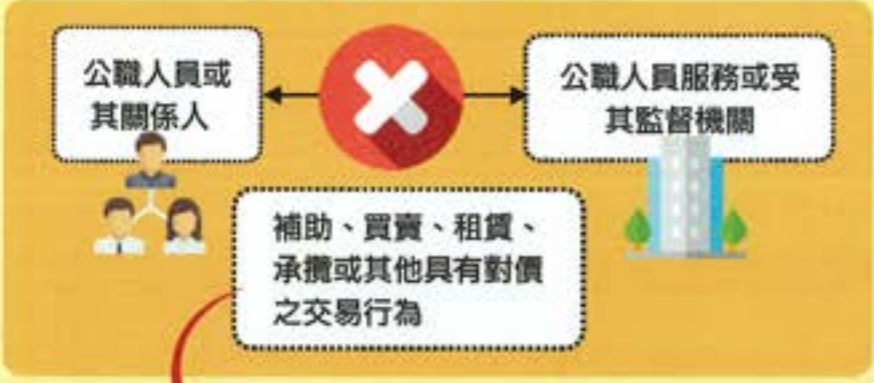 公職人員或
其關係人
公職人員服務或受
其監督機關
補助、買賣、租賃、
承攬或其他具有對價
之交易行為